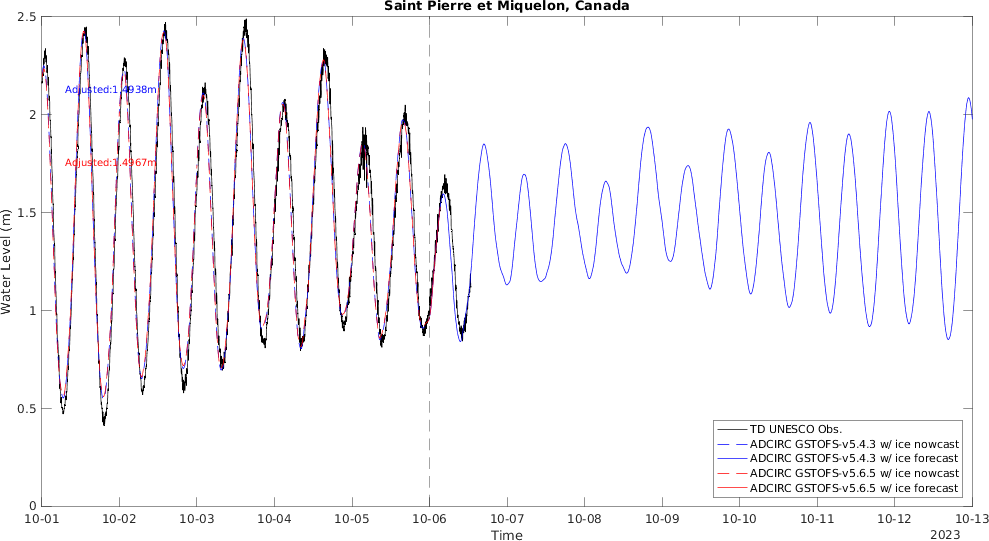 Saint Pierre et Miquelon, Canada
2.5
2
1.5
1
0.5
0
Water Level (m)
Adjusted:1.4938m
Adjusted:1.4967m
TD UNESCO Obs.
ADCIRC GSTOFS-v5.4.3 w/ ice nowcast
ADCIRC GSTOFS-v5.4.3 w/ ice forecast
ADCIRC GSTOFS-v5.6.5 w/ ice nowcast
ADCIRC GSTOFS-v5.6.5 w/ ice forecast
10-01 10-02 10-03 10-04 10-05 10-06 10-07 10-08 10-09 10-10 10-11 10-12 10-13
Time
2023